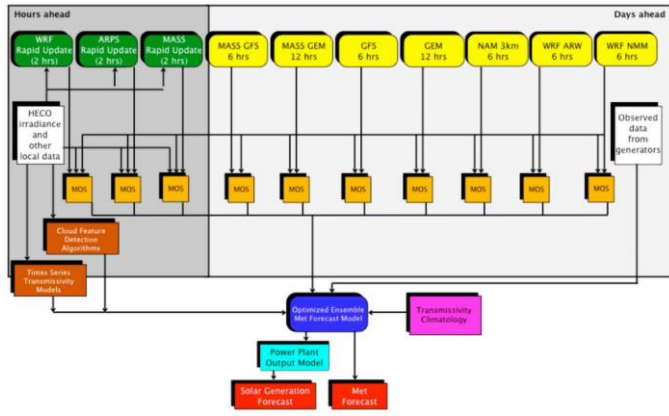 Hours ahead
Days ahead
WRF
Rapid Update
(2 hrs)
ARPS
Rapid Update
(2 hrs)
MASS
Rapid Update
(2 hrs)
MASS GFS
6 hrs
MASS GEM
12 hrs
GFS
6 hrs
GEM
12 hrs
NAM 3km
6 hrs
WRF ARW
6 hrs
WRF NMM
6 hrs
HECO
irradiance
and
other
local data
Observed
data
from
generators
MOS
MOS
MOS
MOS
MOS
MOS
MOS
MOS
MOS
MOS
Cloud Feature
Detection
Algorithms
Times Series
Transmissivity
Models
Optimized Ensemble
Met Forecast Model
Transmissivity
Climatology
Power Plant
Output Model
Solar Generation
Forecast
Met
Forecast